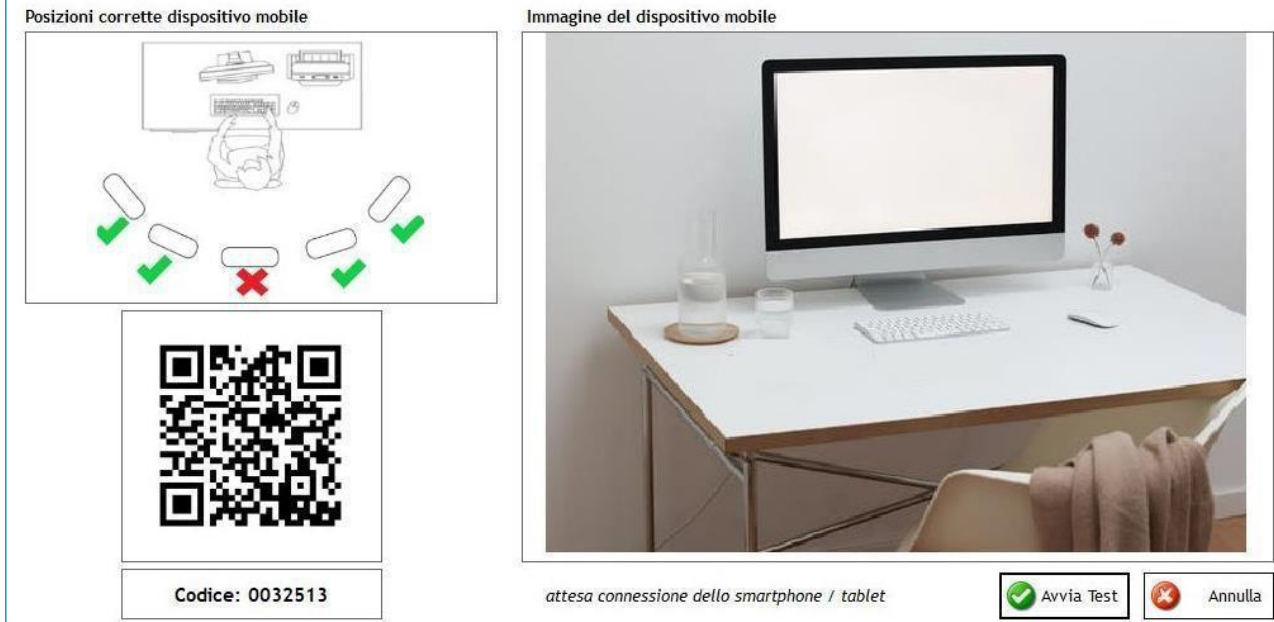 Posizioni corrette dispositivo mobile
Immagine del dispositivo mobile
Codice: 0032513
attesa connessione dello smartphone / tablet
Avvia Test
Annulla